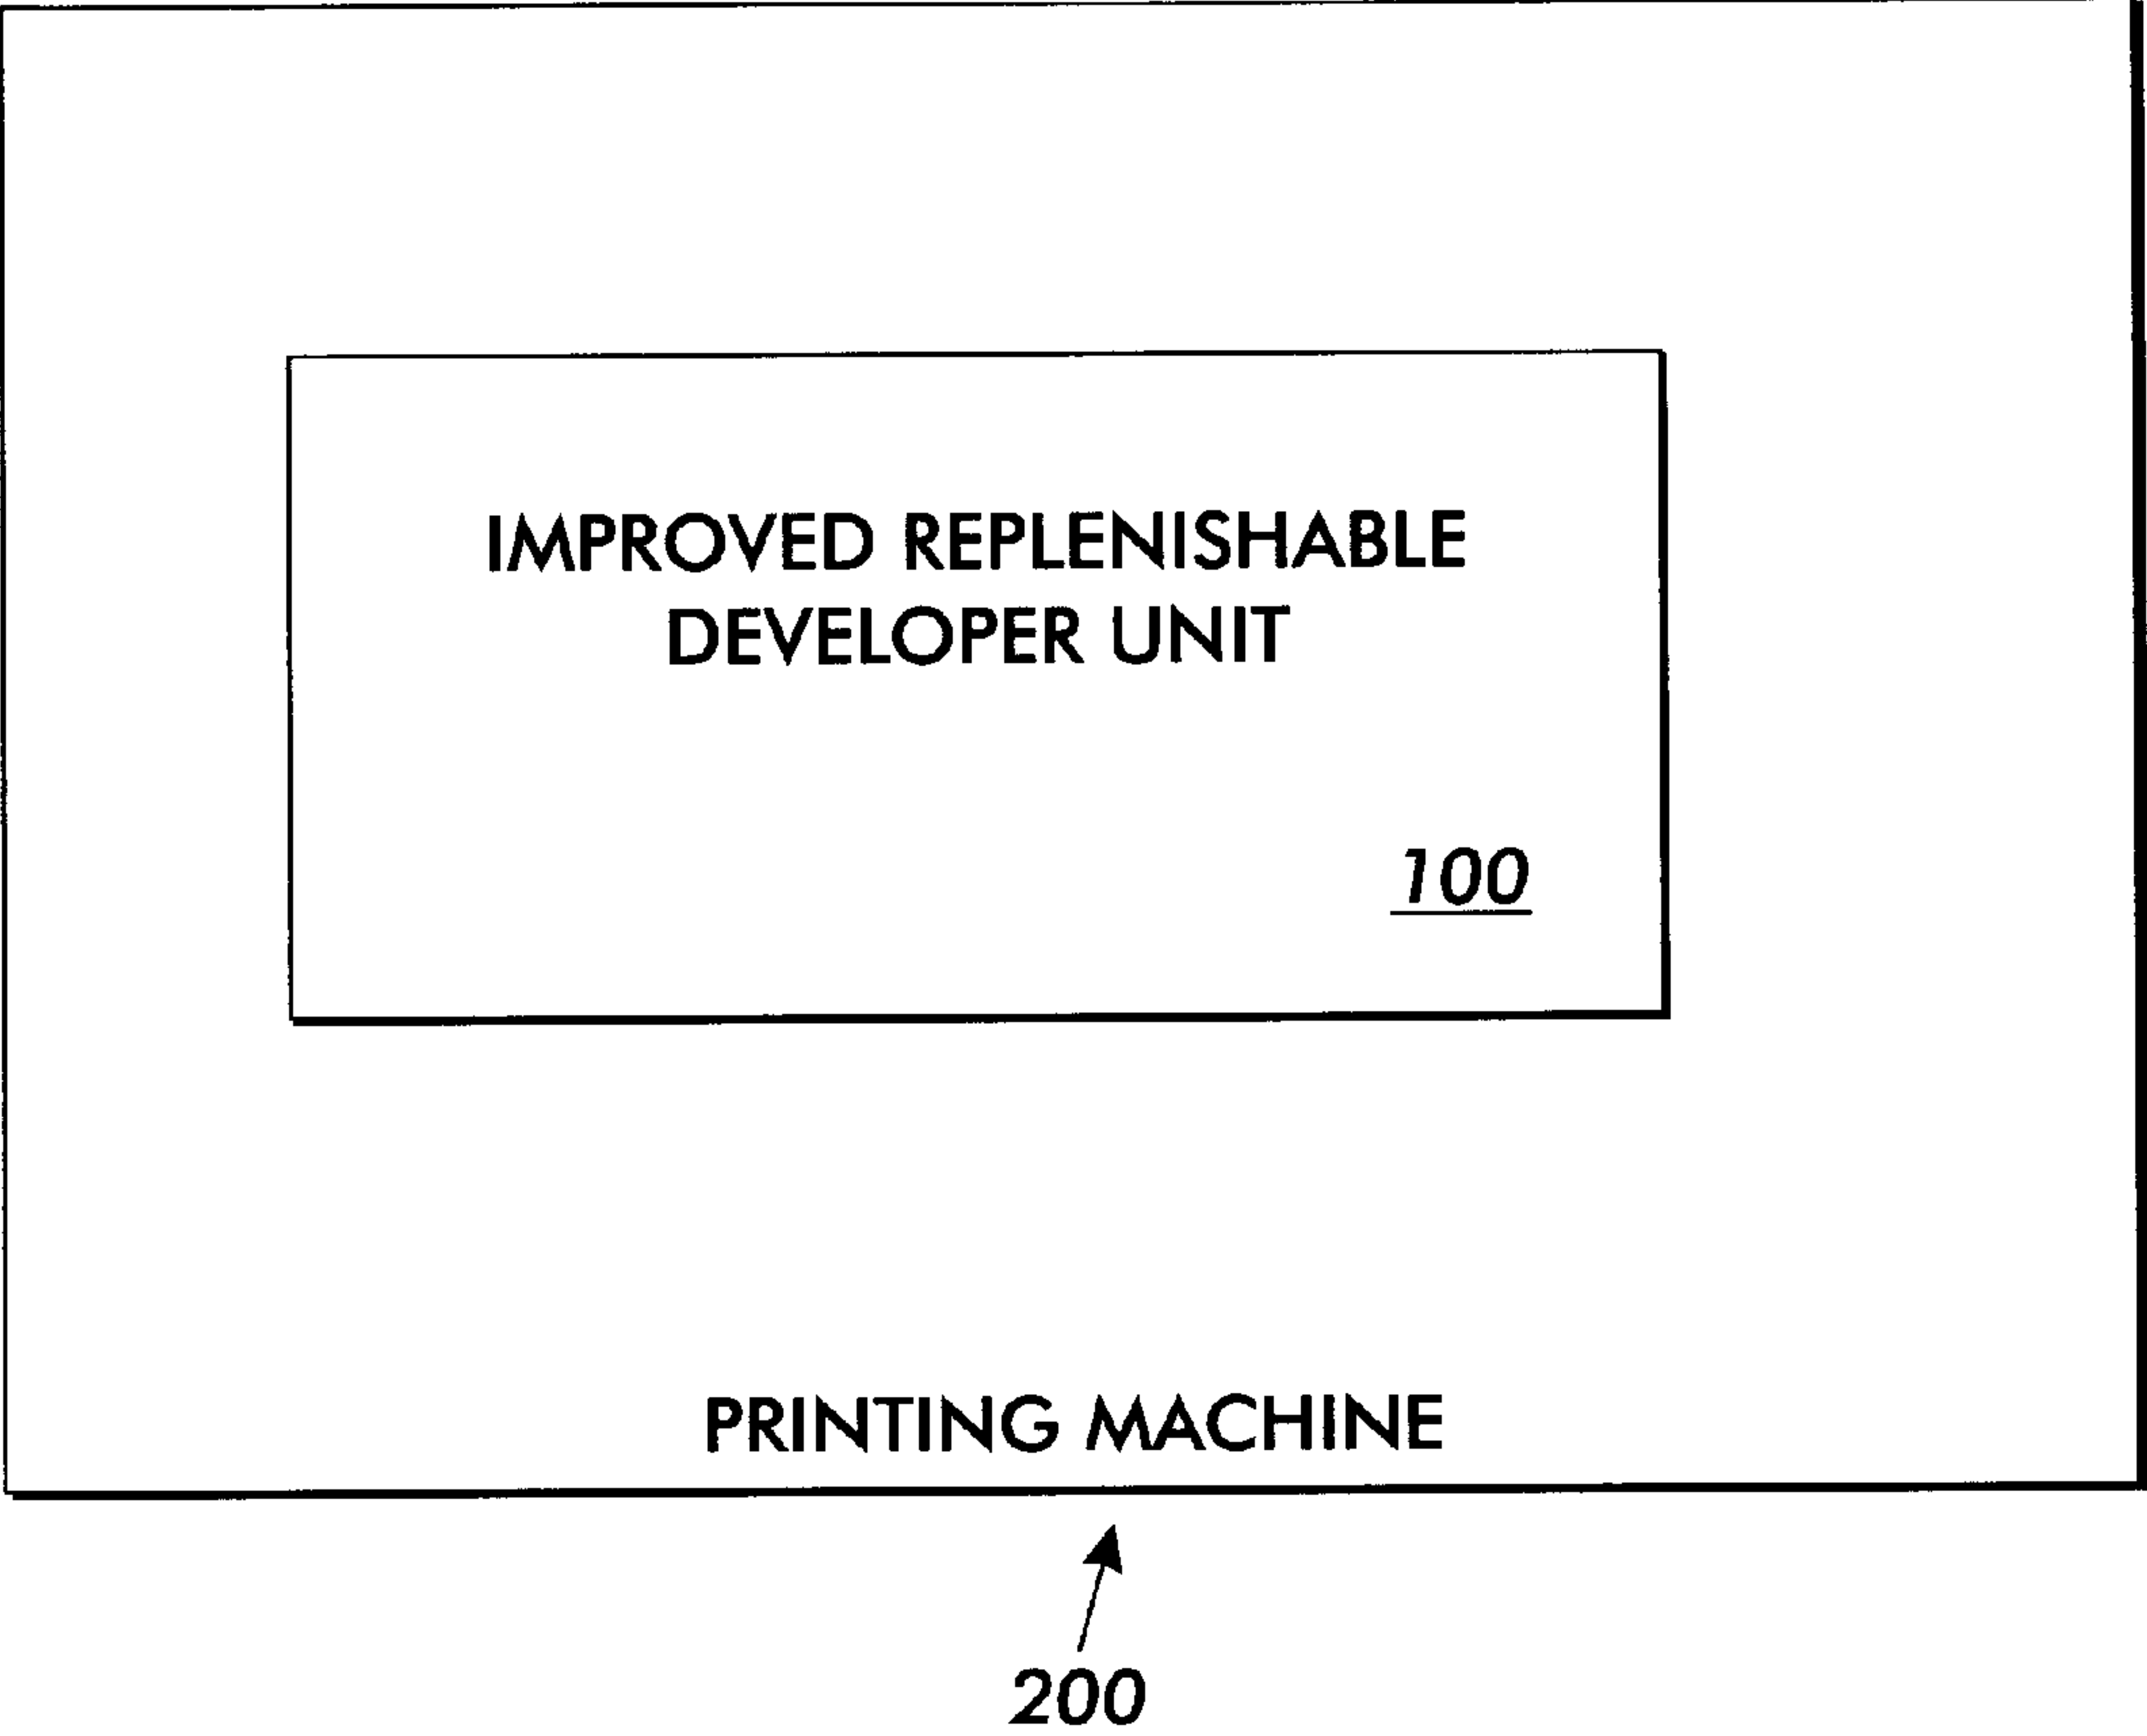 IMPROVED REPLENISHABLE
DEVELOPER UNIT
100
PRINTING MACHINE
200